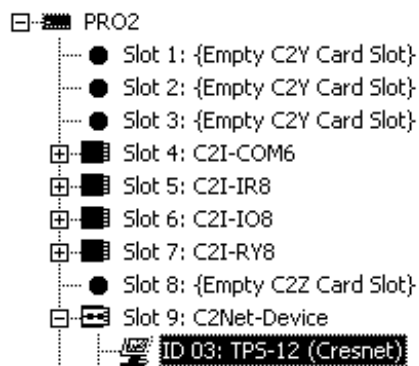 PRO2
Slot 1: {Empty C2Y Card Slot}
Slot 2: {Empty C2Y Card Slot}
Slot 3: {Empty C2Y Card Slot}
Slot 4: C2I-COM6
Slot 5: C2I-IR8
Slot 6: C2I-IO8
Slot 7: C2I-RY8
Slot 8: {Empty C2Z Card Slot}
Slot 9: C2Net-Device
ID 03: TPS-12 (Cresnet)